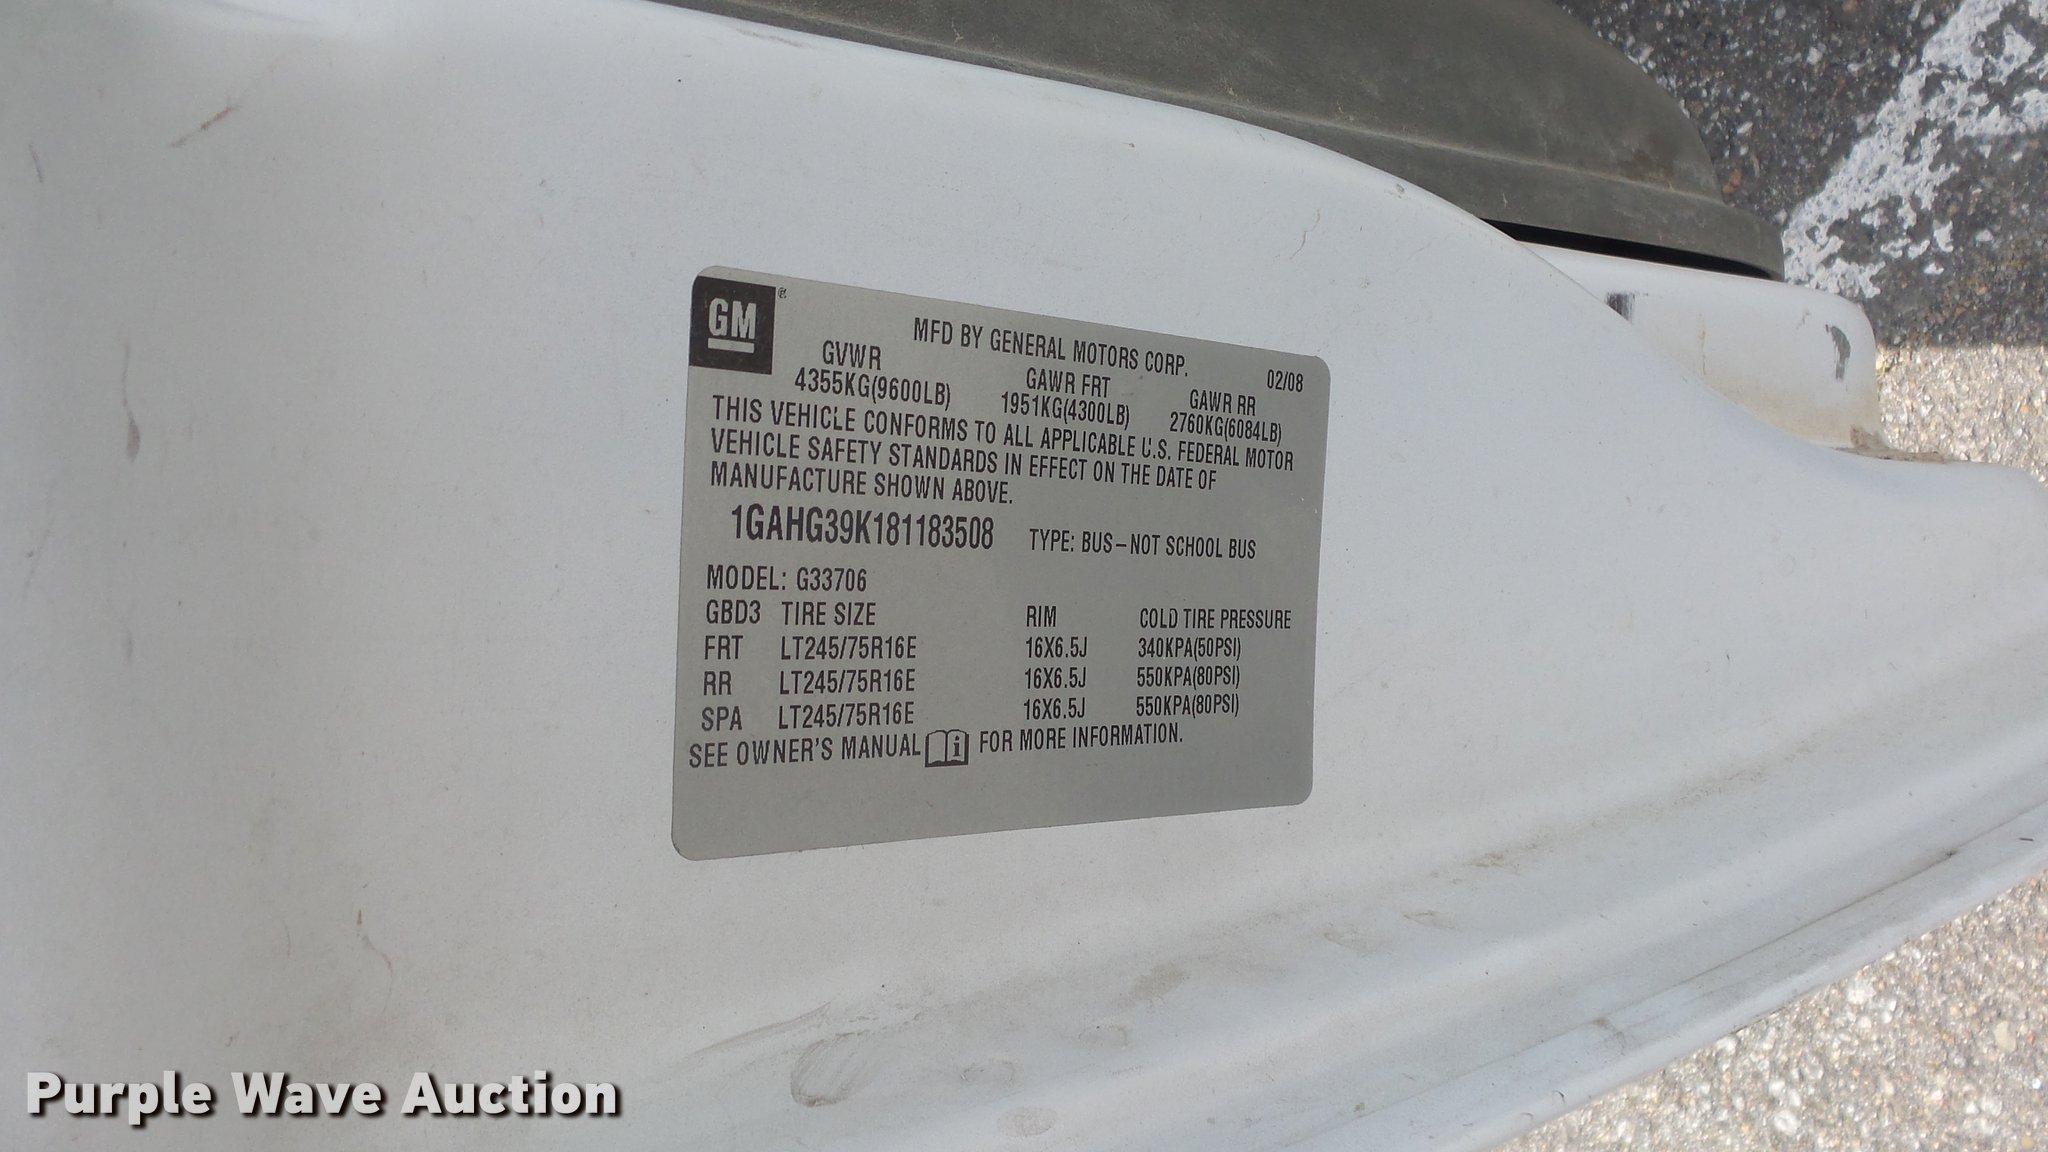 GM ®
MFD BY GENERAL MOTORS CORP.
02/08
GVWR GAWR FRT GAWR RR
4355KG(9600LB) 1951KG(4300LB) 2760KG(6084LB)
THIS VEHICLE CONFORMS TO ALL APPLICABLE U.S. FEDERAL MOTOR
VEHICLE SAFETY STANDARDS IN EFFECT ON THE DATE OF
MANUFACTURE SHOWN ABOVE.
1GAHG39K181183508 TYPE: BUS-NOT SCHOOL BUS
MODEL: G33706
GBD3 TIRE SIZE RIM COLD TIRE PRESSURE
FRT LT245/75R16E 16X6.5J 340KPA(50PSI)
RR LT245/75R16E 16X6.5J 550KPA(80PSI)
SPA LT245/75R16E 16X6.5J 550KPA(80PSI)
SEE OWNER'S MANUAL i FOR MORE INFORMATION.
Purple Wave Auction